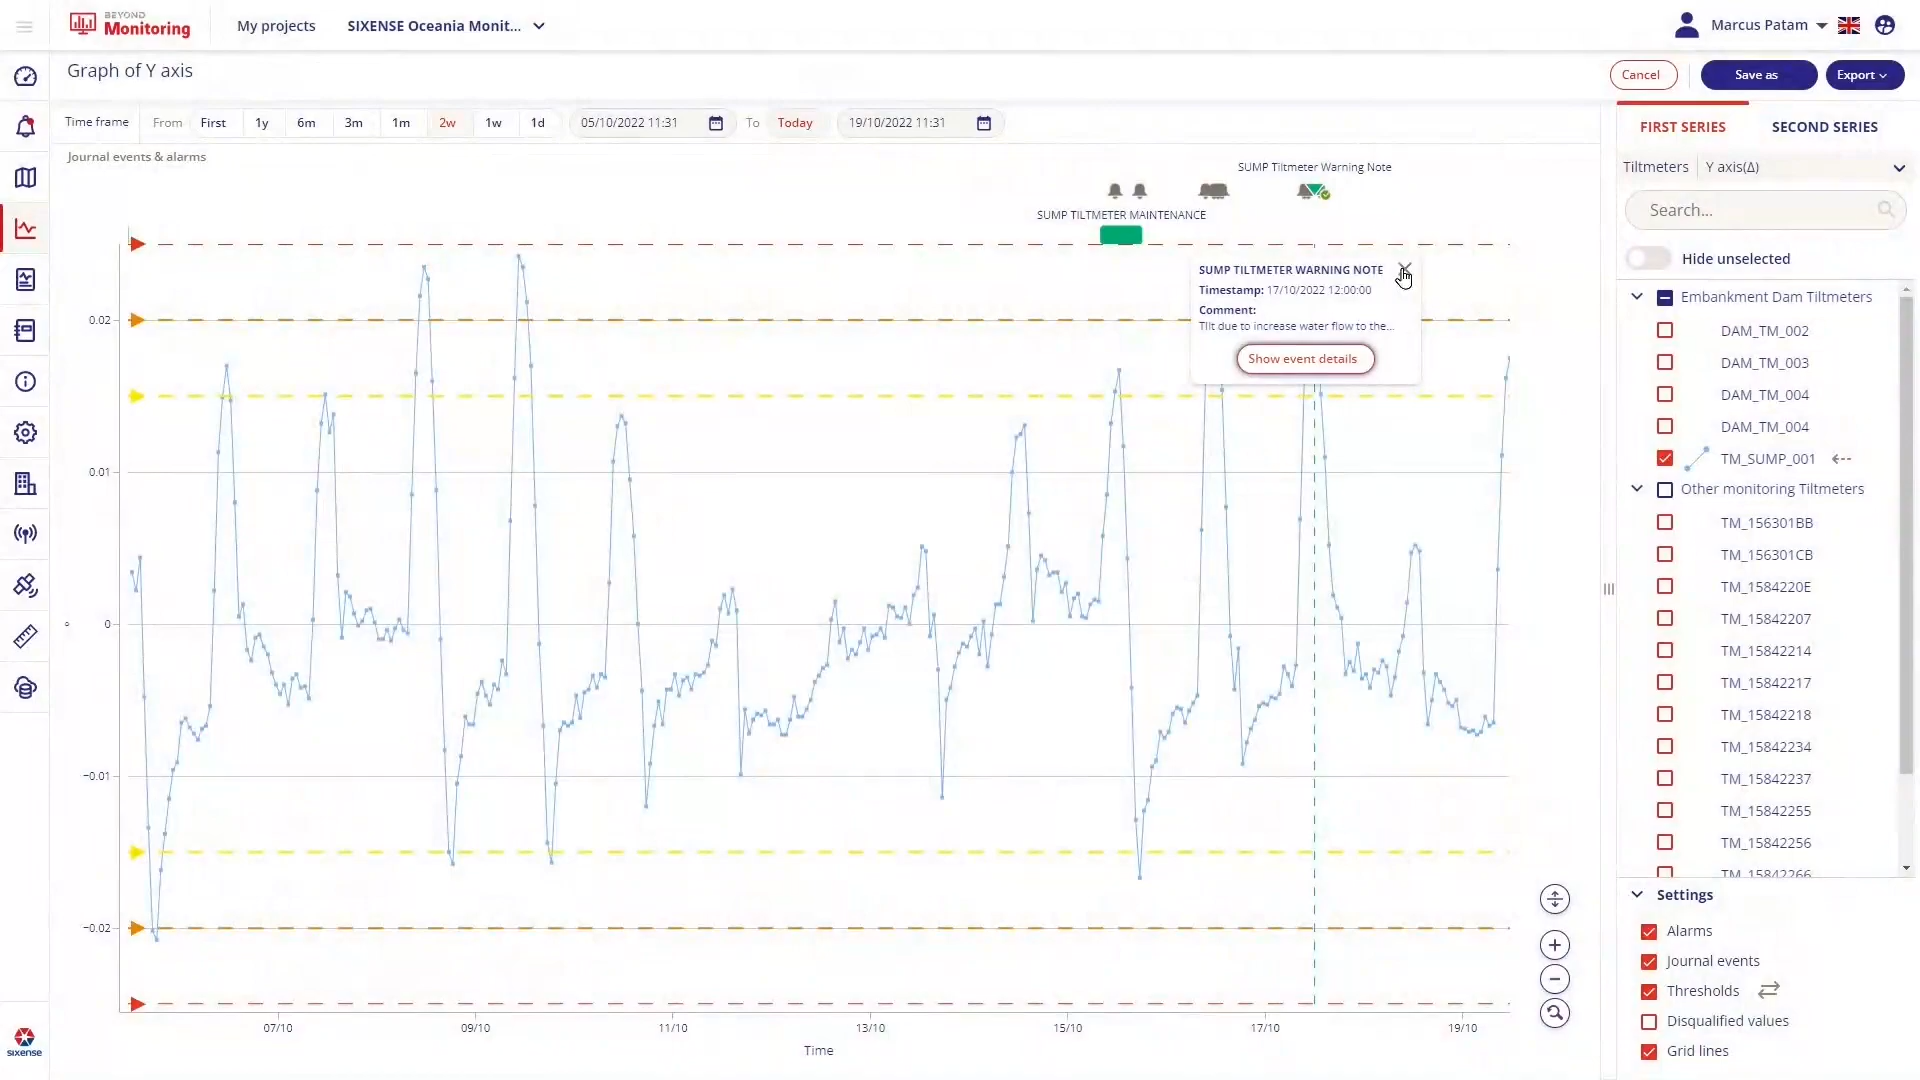 BEYOND
Monitoring
My projects
SIXENSE Oceania Monit...
Marcus Patam
Graph of Y axis
Cancel
Save as
Export
Time frame
From
First
1y
6m
3m
1m
2w
1w
1d
05/10/2022 11:31
To
Today
19/10/2022 11:31
FIRST SERIES
SECOND SERIES
Journal events & alarms
Tiltmeters
Y axis(Δ)
Search...
Hide unselected
SUMP Tiltmeter Warning Note
SUMP TILTMETER MAINTENANCE
SUMP TILTMETER WARNING NOTE
Timestamp: 17/10/2022 12:00:00
Comment:
Tilt due to increase water flow to the...
Show event details
0.02
0.01
0
−0.01
−0.02
°
07/10
09/10
11/10
13/10
15/10
17/10
19/10
Time
Embankment Dam Tiltmeters
DAM_TM_002
DAM_TM_003
DAM_TM_004
DAM_TM_004
TM_SUMP_001
Other monitoring Tiltmeters
TM_156301BB
TM_156301CB
TM_1584220E
TM_15842207
TM_15842214
TM_15842217
TM_15842218
TM_15842234
TM_15842237
TM_15842255
TM_15842256
TM_15842266
Settings
Alarms
Journal events
Thresholds
Disqualified values
Grid lines
sixense